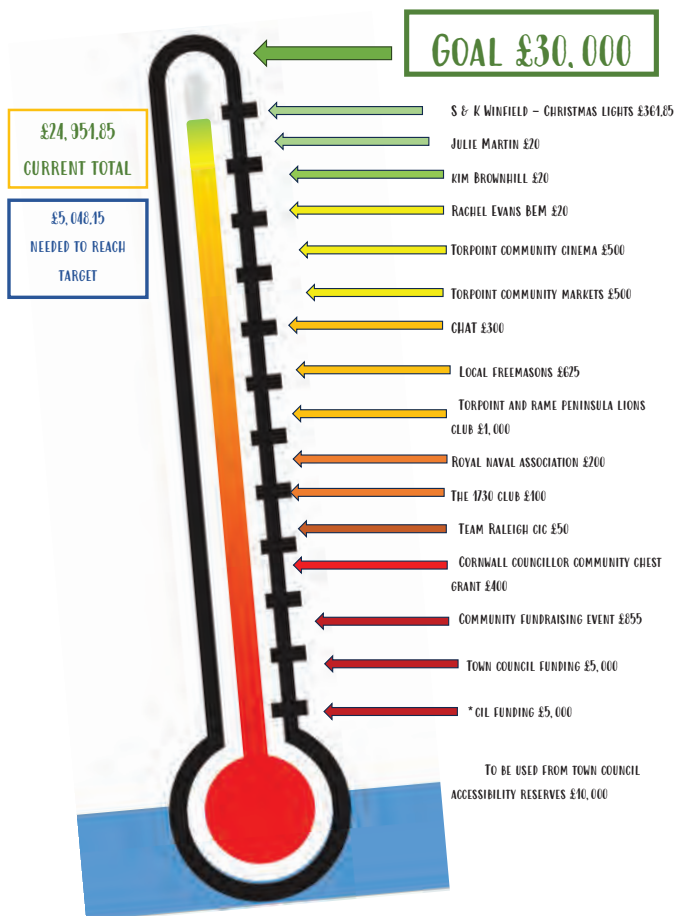 GOAL £30,000
£24,951.85
CURRENT TOTAL
£5,048.15
NEEDED TO REACH
TARGET
S & K WINFIELD – CHRISTMAS LIGHTS £361.85
JULIE MARTIN £20
KIM BROWNHILL £20
RACHEL EVANS BEM £20
TORPOINT COMMUNITY CINEMA £500
TORPOINT COMMUNITY MARKETS £500
CHAT £300
LOCAL FREEMASONS £625
TORPOINT AND RAME PENINSULA LIONS
CLUB £1,000
ROYAL NAVAL ASSOCIATION £200
THE 1730 CLUB £100
TEAM RALEIGH CIC £50
CORNWALL COUNCILLOR COMMUNITY CHEST
GRANT £400
COMMUNITY FUNDRAISING EVENT £855
TOWN COUNCIL FUNDING £5,000
*CIL FUNDING £5,000
TO BE USED FROM TOWN COUNCIL
ACCESSIBILITY RESERVES £10,000